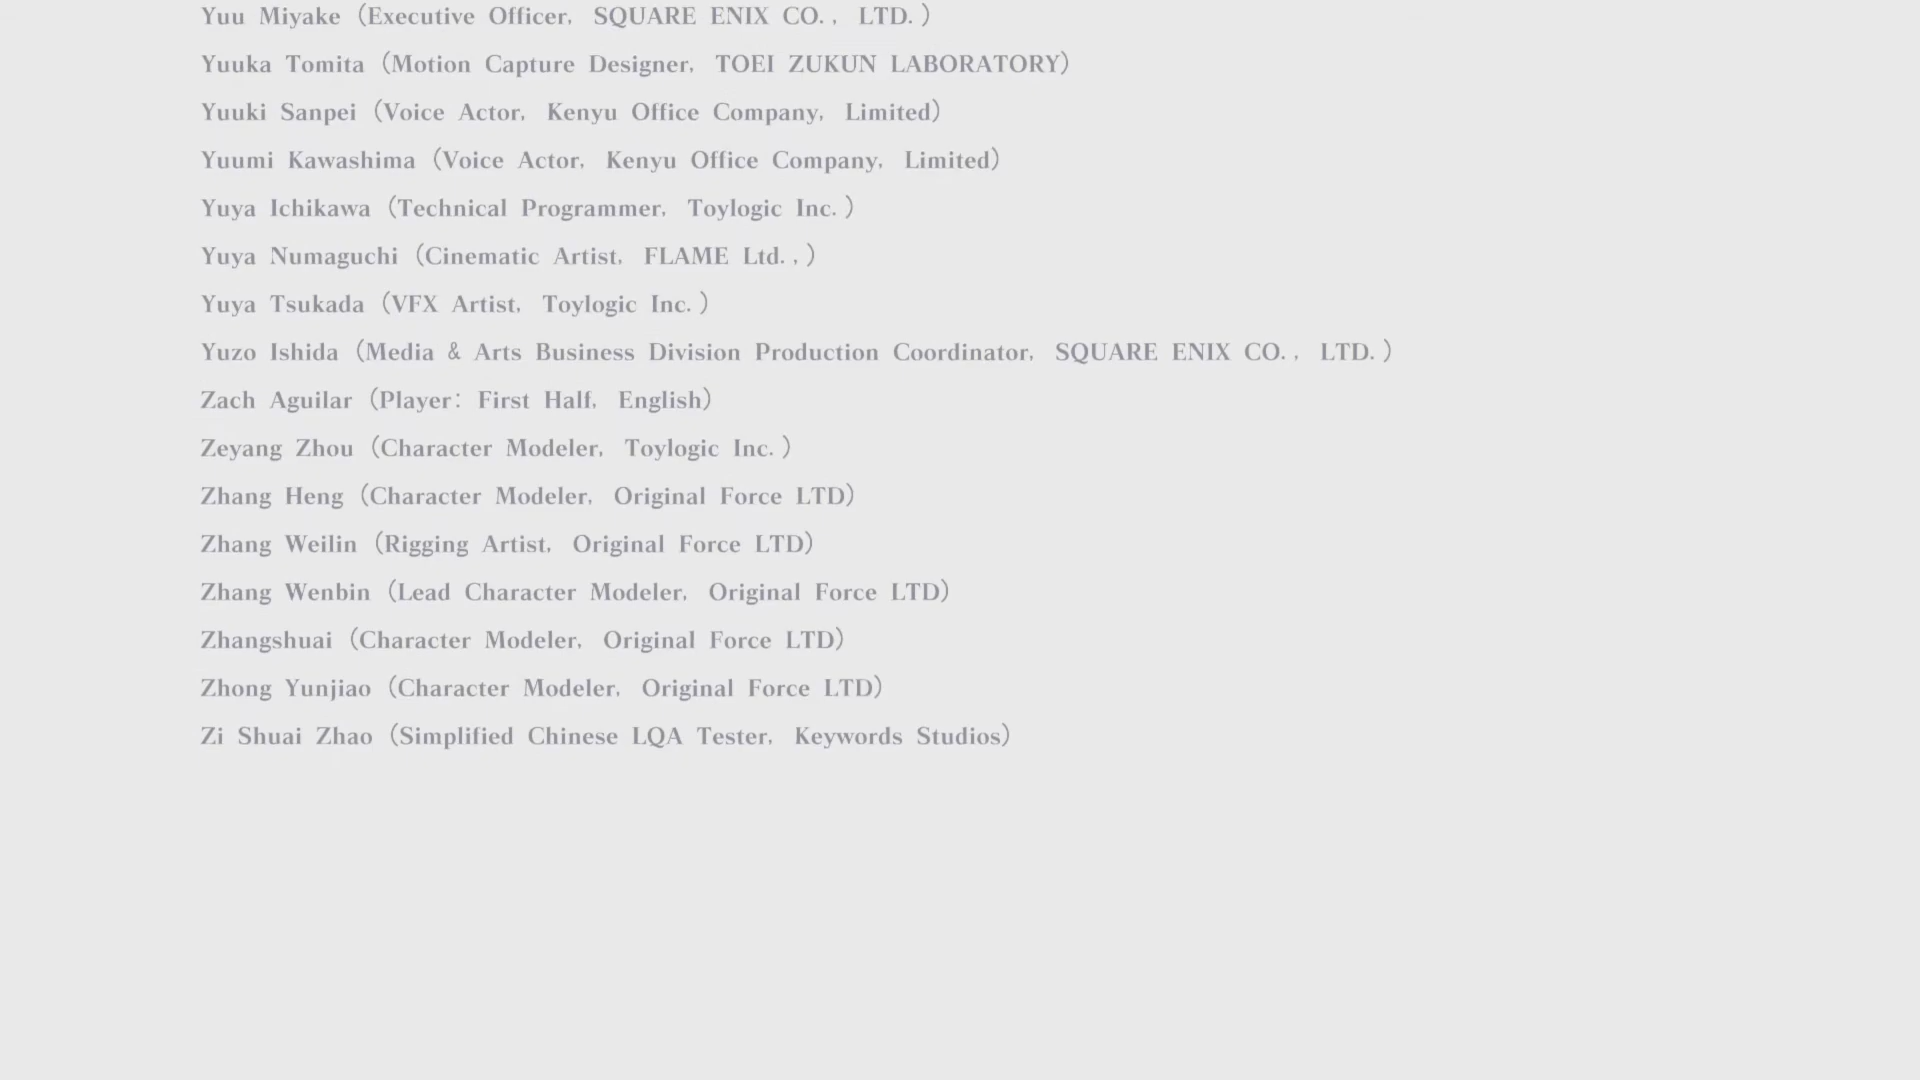 Yuu Miyake (Executive Officer, SQUARE ENIX CO., LTD.)
Yuuka Tomita (Motion Capture Designer, TOEI ZUKUN LABORATORY)
Yuuki Sanpei (Voice Actor, Kenyu Office Company, Limited)
Yuumi Kawashima (Voice Actor, Kenyu Office Company, Limited)
Yuya Ichikawa (Technical Programmer, Toylogic Inc.)
Yuya Numaguchi (Cinematic Artist, FLAME Ltd.,)
Yuya Tsukada (VFX Artist, Toylogic Inc.)
Yuzo Ishida (Media & Arts Business Division Production Coordinator, SQUARE ENIX CO., LTD.)
Zach Aguilar (Player: First Half, English)
Zeyang Zhou (Character Modeler, Toylogic Inc.)
Zhang Heng (Character Modeler, Original Force LTD)
Zhang Weilin (Rigging Artist, Original Force LTD)
Zhang Wenbin (Lead Character Modeler, Original Force LTD)
Zhangshuai (Character Modeler, Original Force LTD)
Zhong Yunjiao (Character Modeler, Original Force LTD)
Zi Shuai Zhao (Simplified Chinese LQA Tester, Keywords Studios)